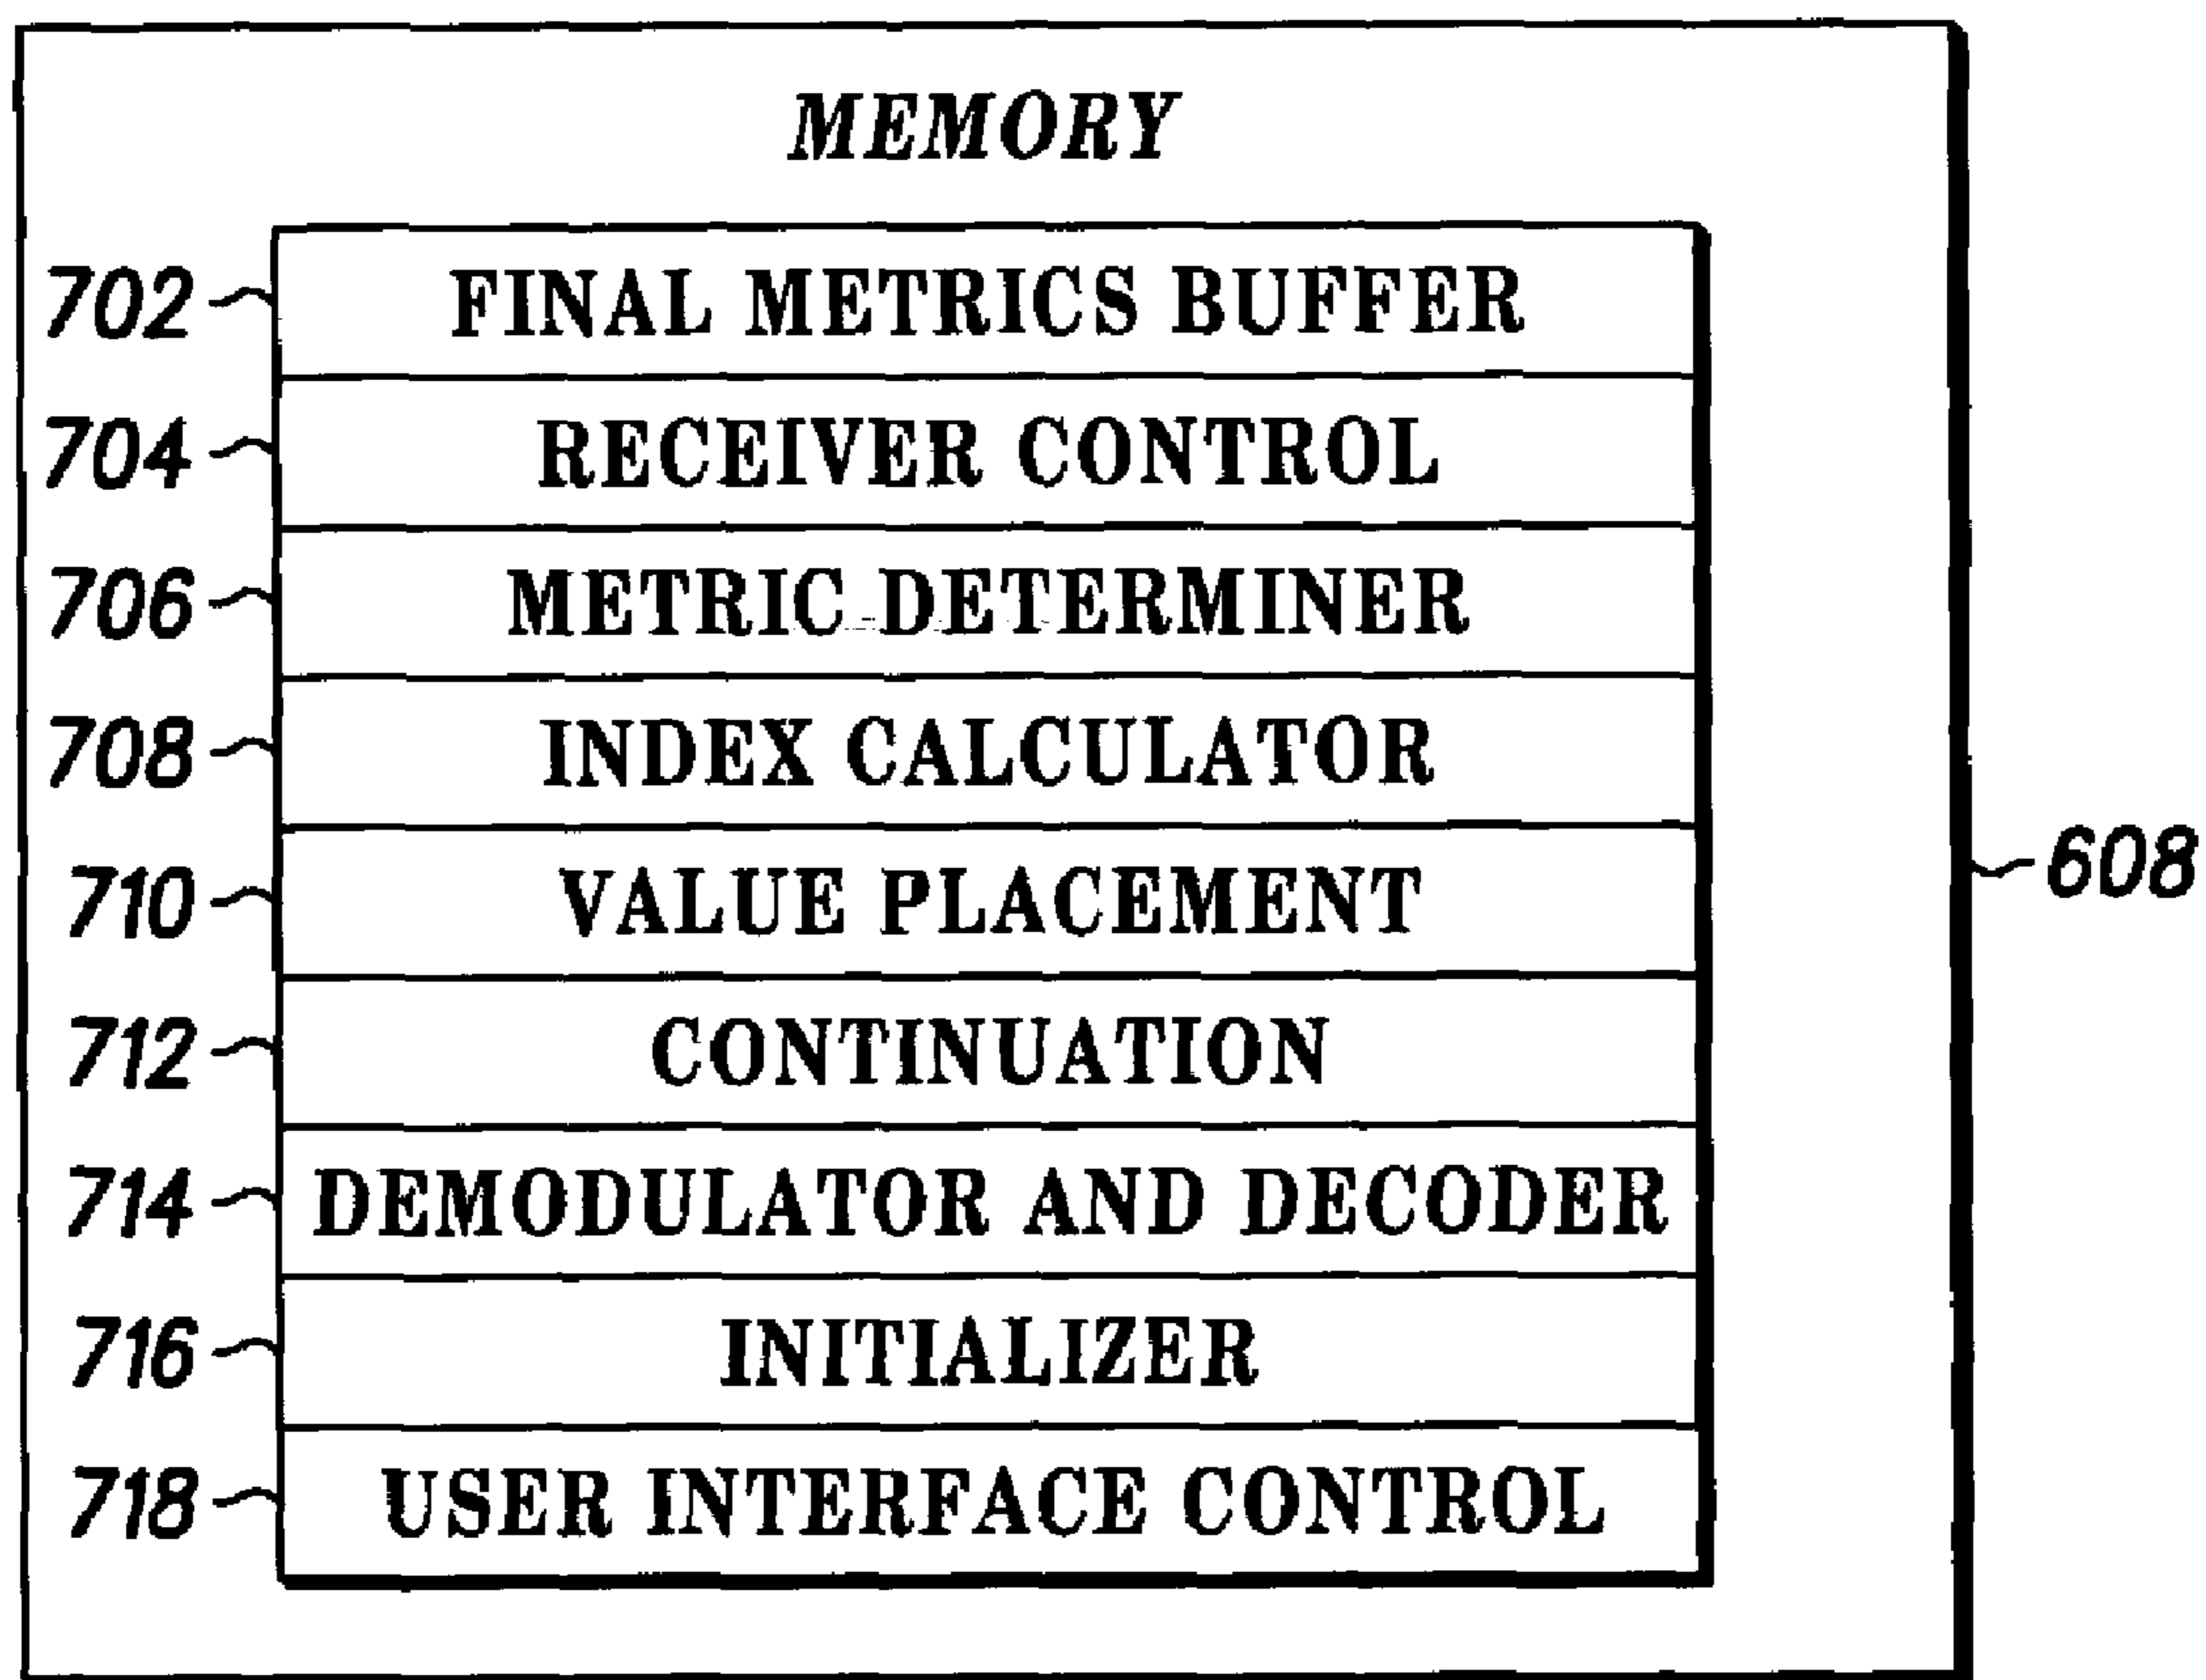 MEMORY
702 FINAL METRICS BUFFER
704 RECEIVER CONTROL
706 METRIC DETERMINER
708 INDEX CALCULATOR
710 VALUE PLACEMENT
608
712 CONTINUATION
714 DEMODULATOR AND DECODER
716 INITIALIZER
718 USER INTERFACE CONTROL